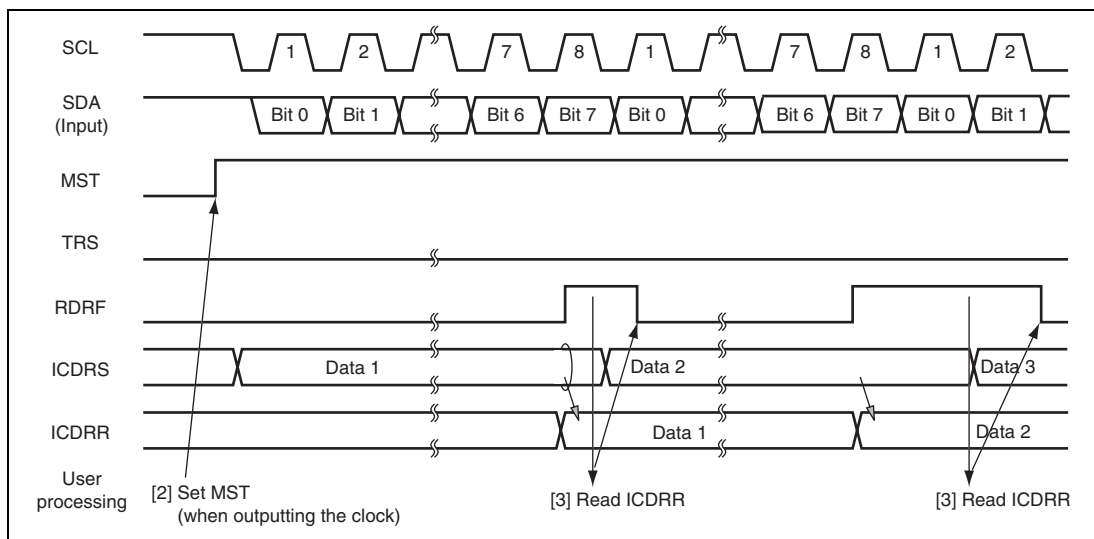 SCL 1 2 7 8 1 7 8 1 2
SDA
(Input)
Bit 0 Bit 1 Bit 6 Bit 7 Bit 0 Bit 6 Bit 7 Bit 0 Bit 1
MST
TRS
RDRF
ICDRS Data 1 Data 2 Data 3
ICDRR Data 1 Data 2
User
processing
[2] Set MST
(when outputting the clock)
[3] Read ICDRR
[3] Read ICDRR